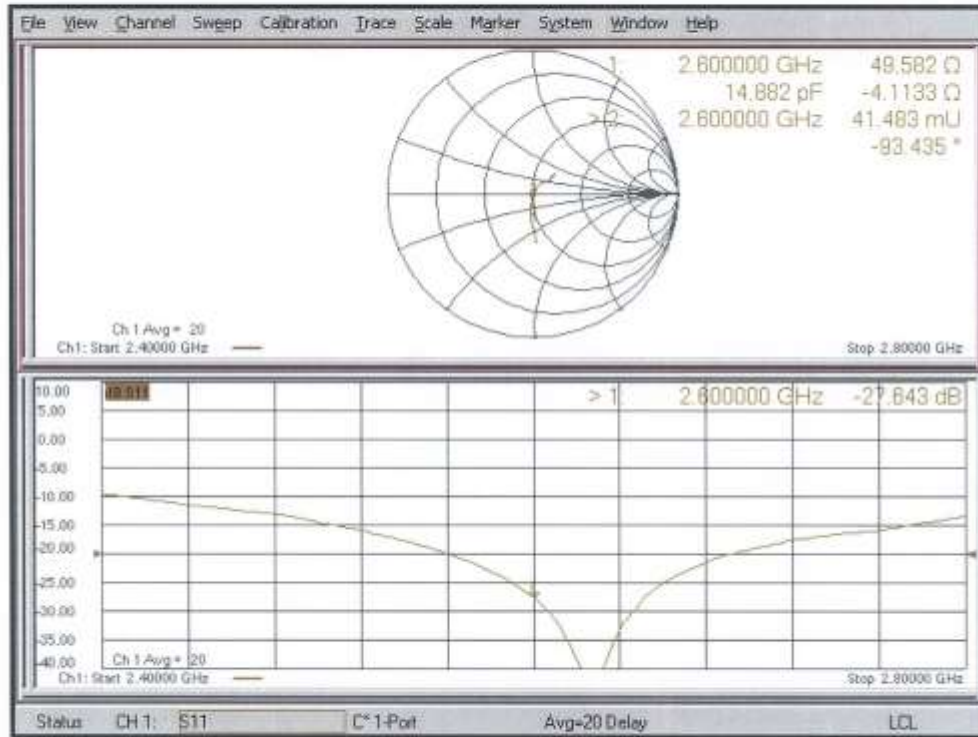 File View Channel Sweep Calibration Trace Scale Marker System Window Help
1 2.600000 GHz 49.582 Ω
14.882 pF -4.1133 Ω
> 2 2.600000 GHz 41.483 mU
-93.435 °
Ch 1 Avg = 20
Ch1: Start 2.40000 GHz
Stop 2.80000 GHz
> 1 2.600000 GHz -27.643 dB
10.00
5.00
0.00
-5.00
-10.00
-15.00
-20.00
-25.00
-30.00
-35.00
-40.00
Ch 1 Avg = 20
Ch1: Start 2.40000 GHz
Stop 2.80000 GHz
Status CH 1: S11 C* 1-Port Avg=20 Delay LCL